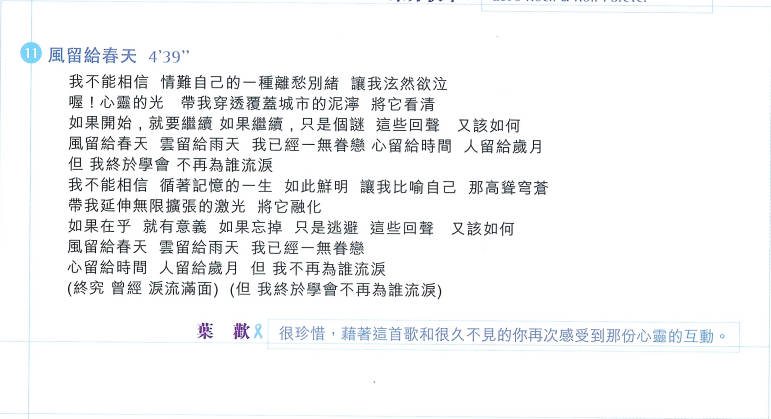 11 風留給春天 4'39"
我不能相信 情難自己的一種離愁別緒 讓我泫然欲泣
喔!心靈的光 帶我穿透覆蓋城市的泥濘 將它看清
如果開始,就要繼續 如果繼續,只是個謎 這些回聲 又該如何
風留給春天 雲留給雨天 我已經一無眷戀 心留給時間 人留給歲月
但 我終於學會 不再為誰流淚
我不能相信 循著記憶的一生 如此鮮明 讓我比喻自己 那高聳穹蒼
帶我延伸無限擴張的激光 將它融化
如果在乎 就有意義 如果忘掉 只是逃避 這些回聲 又該如何
風留給春天 雲留給雨天 我已經一無眷戀
心留給時間 人留給歲月 但 我不再為誰流淚
(終究 曾經 淚流滿面) (但 我終於學會不再為誰流淚)
葉 歡 很珍惜,藉著這首歌和很久不見的你再次感受到那份心靈的互動。